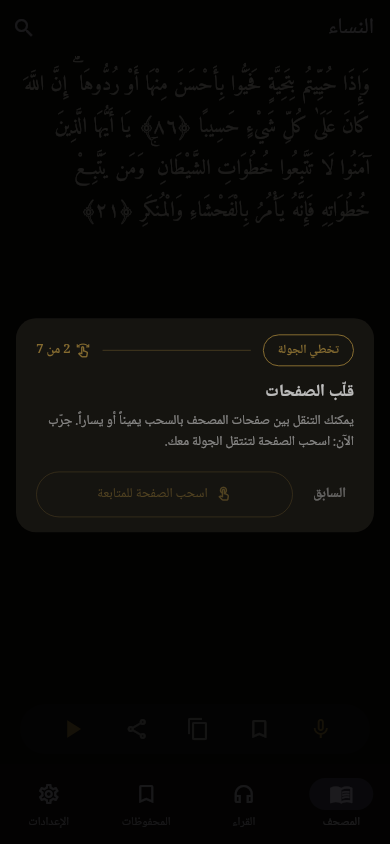 النساء
وَإِذَا حُيِّيتُم بِتَحِيَّةٍ فَحَيُّوا بِأَحْسَنَ مِنْهَا أَوْ رُدُّوهَا ۗ إِنَّ اللَّهَ
كَانَ عَلَىٰ كُلِّ شَيْءٍ حَسِيبًا ﴿٨٦﴾ يَا أَيُّهَا الَّذِينَ
آمَنُوا لَا تَتَّبِعُوا خُطُوَاتِ الشَّيْطَانِ ۚ وَمَن يَتَّبِعْ
خُطُوَاتِهِ فَإِنَّهُ يَأْمُرُ بِالْفَحْشَاءِ وَالْمُنكَرِ ﴿٢١﴾
تخطي الجولة
2 من 7
قلّب الصفحات
يمكنك التنقل بين صفحات المصحف بالسحب يميناً أو يساراً. جرّب
الآن: اسحب الصفحة لتنتقل الجولة معك.
السابق
اسحب الصفحة للمتابعة
المصحف
القراء
المحفوظات
الإعدادات